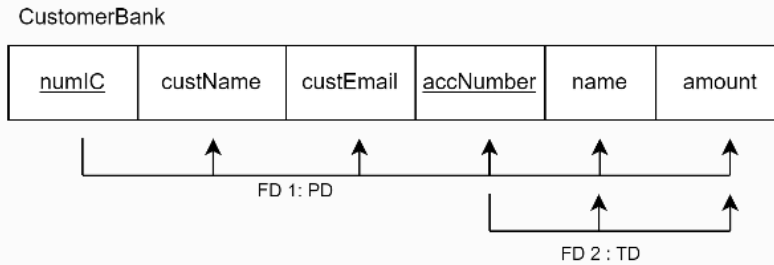 CustomerBank
numIC custName custEmail accNumber name amount
FD 1: PD
FD 2 : TD